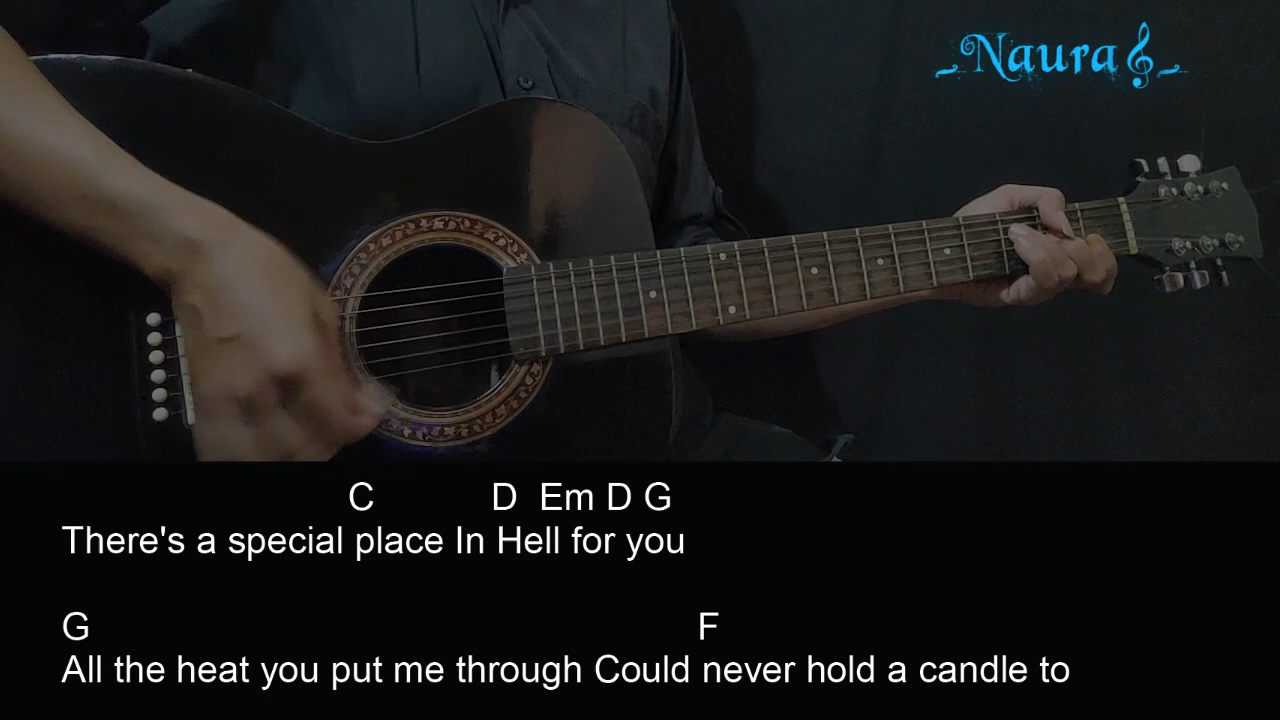 Naura
C D Em D G
There's a special place In Hell for you
G F
All the heat you put me through Could never hold a candle to